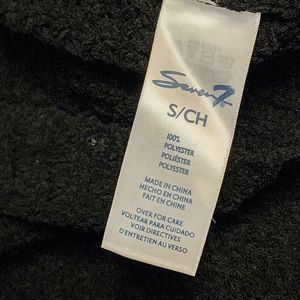 Seven7
S/CH
100%
POLYESTER
POLIÉSTER
POLYESTER
MADE IN CHINA
HECHO EN CHINA
FAIT EN CHINE
OVER FOR CARE
VOLTEAR PARA CUIDADO
VOIR DIRECTIVES
D'ENTRETIEN AU VERSO